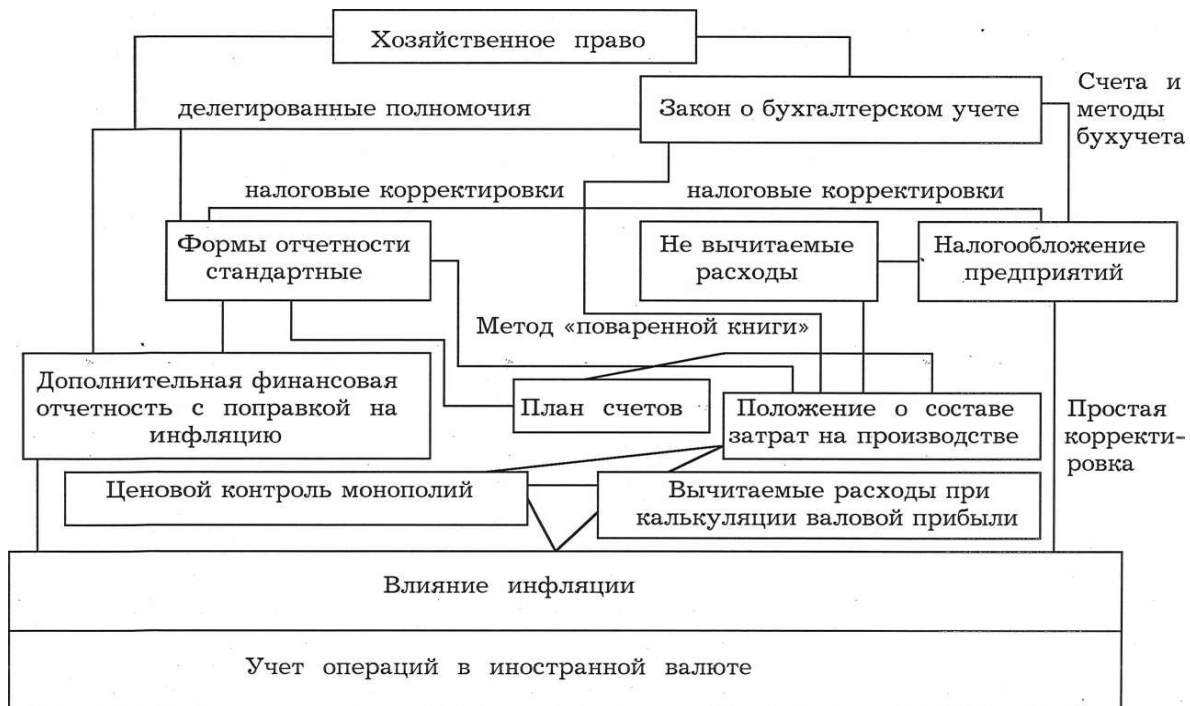 Хозяйственное право
делегированные полномочия
Закон о бухгалтерском учете
Счета и
методы
бухучета
налоговые корректировки
налоговые корректировки
Формы отчетности
стандартные
Не вычитаемые
расходы
Налогообложение
предприятий
Метод «поваренной книги»
Дополнительная финансовая
отчетность с поправкой на
инфляцию
План счетов
Положение о составе
затрат на производстве
Простая
корректи-
ровка
Ценовой контроль монополий
Вычитаемые расходы при
калькуляции валовой прибыли
Влияние инфляции
Учет операций в иностранной валюте